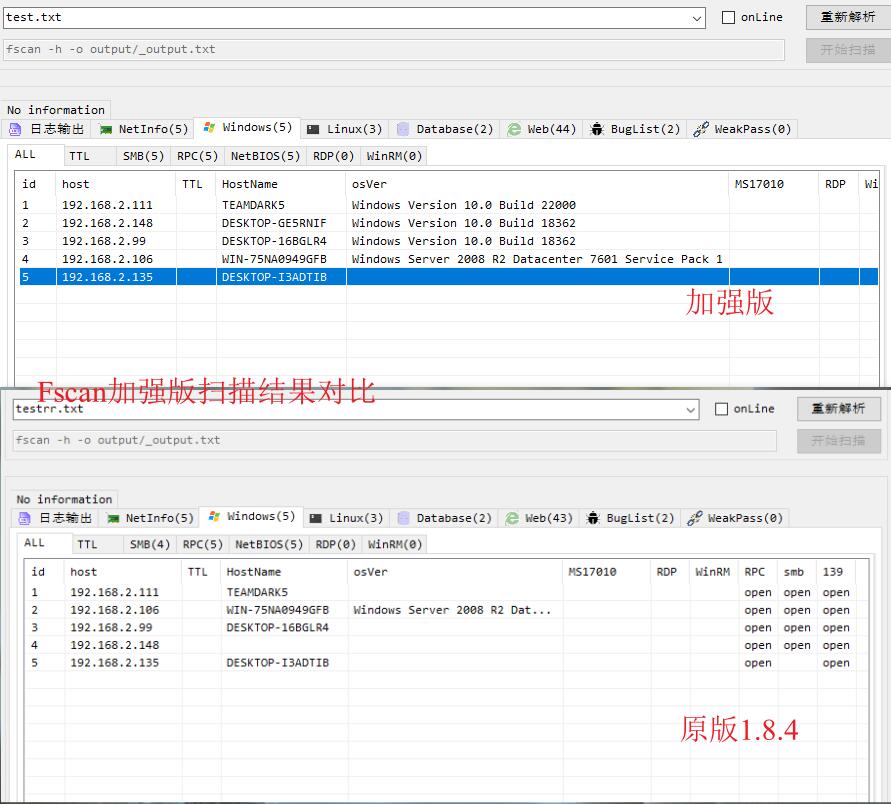 test.txt onLine 重新解析
fscan -h -o output/_output.txt 开始扫描
No information
日志输出 NetInfo(5) Windows(5) Linux(3) Database(2) Web(44) BugList(2) WeakPass(0)
ALL TTL SMB(5) RPC(5) NetBIOS(5) RDP(0) WinRM(0)
id host TTL HostName osVer MS17010 RDP Wi
1 192.168.2.111 TEAMDARK5 Windows Version 10.0 Build 22000
2 192.168.2.148 DESKTOP-GE5RNIF Windows Version 10.0 Build 18362
3 192.168.2.99 DESKTOP-16BGLR4 Windows Version 10.0 Build 18362
4 192.168.2.106 WIN-75NA0949GFB Windows Server 2008 R2 Datacenter 7601 Service Pack 1
5 192.168.2.135 DESKTOP-I3ADTIB
加强版
Fscan加强版扫描结果对比
testrr.txt onLine 重新解析
fscan -h -o output/_output.txt 开始扫描
No information
日志输出 NetInfo(5) Windows(5) Linux(3) Database(2) Web(43) BugList(2) WeakPass(0)
ALL TTL SMB(4) RPC(5) NetBIOS(5) RDP(0) WinRM(0)
id host TTL HostName osVer MS17010 RDP WinRM RPC smb 139
1 192.168.2.111 TEAMDARK5 open open open
2 192.168.2.106 WIN-75NA0949GFB Windows Server 2008 R2 Dat... open open open
3 192.168.2.99 DESKTOP-16BGLR4 open open open
4 192.168.2.148 open open open
5 192.168.2.135 DESKTOP-I3ADTIB open open
原版1.8.4